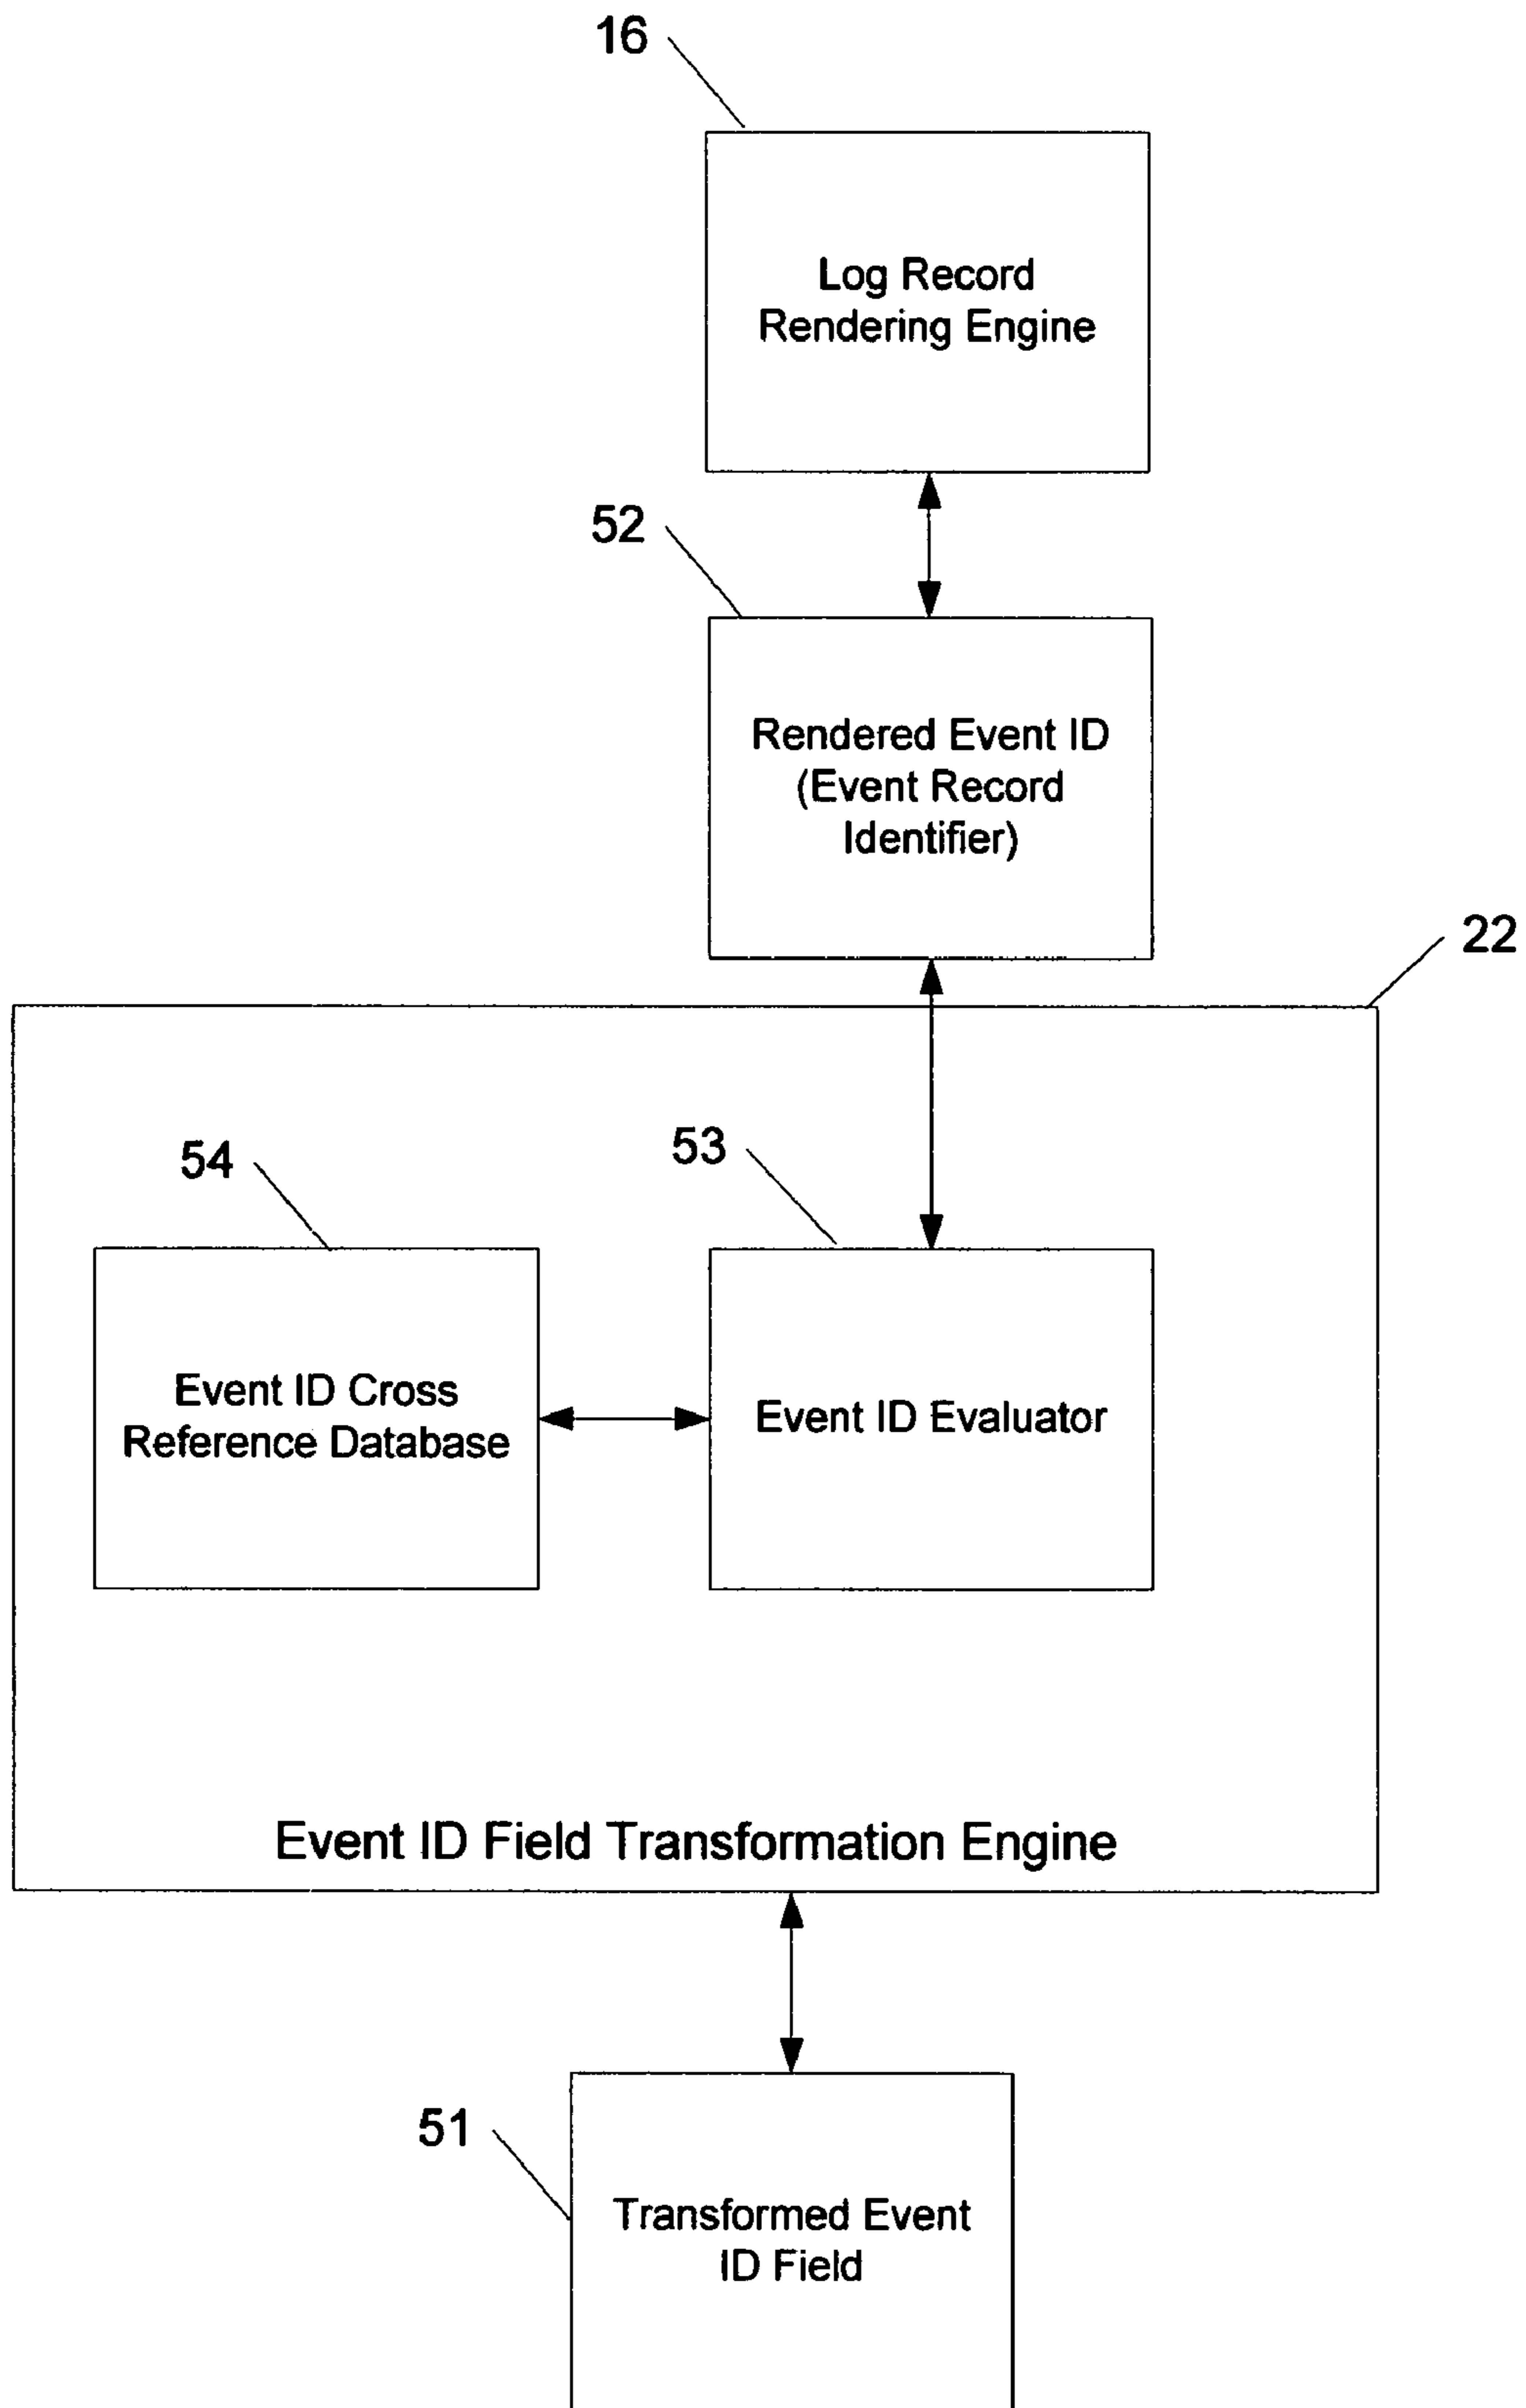 16
Log Record
Rendering Engine
52
Rendered Event ID
(Event Record
Identifier)
22
54
53
Event ID Cross
Reference Database
Event ID Evaluator
Event ID Field Transformation Engine
51
Transformed Event
ID Field